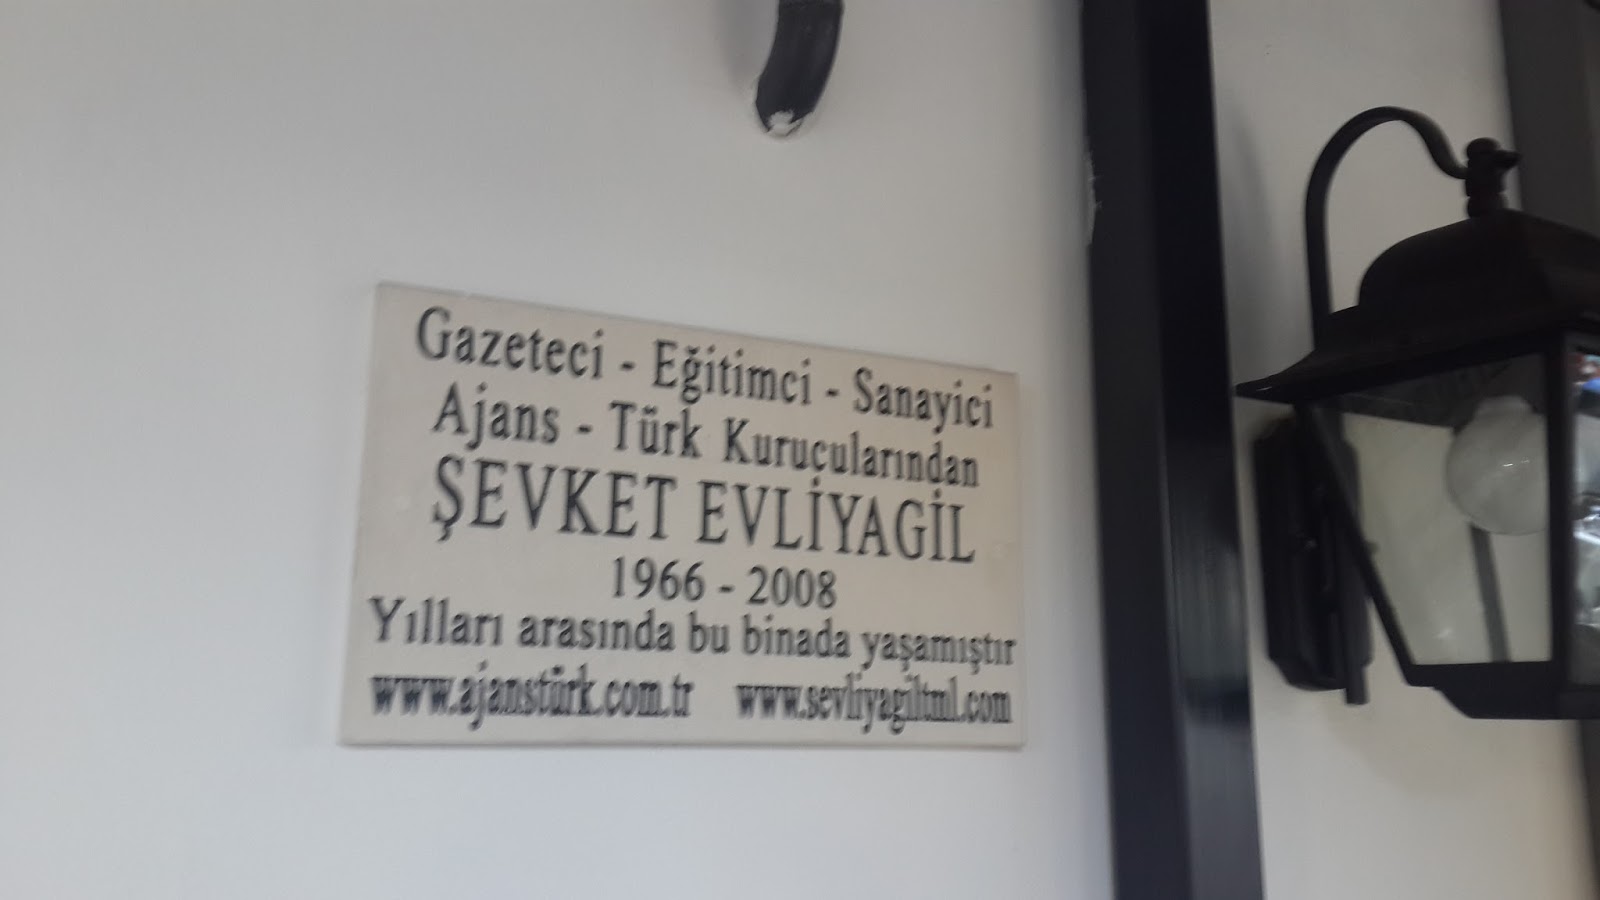 Gazeteci - Eğitimci - Sanayici
Ajans - Türk Kurucularından
ŞEVKET EVLİYAGİL
1966 - 2008
Yılları arasında bu binada yaşamıştır
www.ajanstürk.com.tr www.sevliyagiltml.com